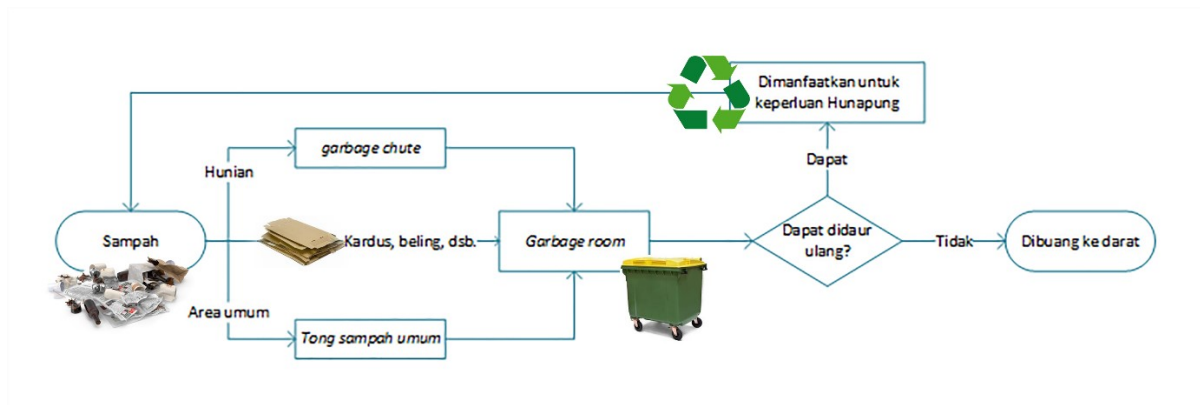 Dimanfaatkan untuk
keperluan Hunapung
garbage chute
Dapat
Hunian
Sampah
Kardus, beling, dsb.
Garbage room
Dapat didaur
ulang?
Tidak
Dibuang ke darat
Area umum
Tong sampah umum